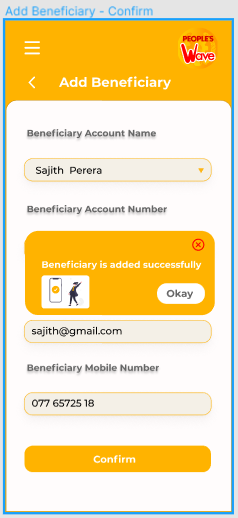 Add Beneficiary - Confirm
PEOPLE'S
Wave
Add Beneficiary
Beneficiary Account Name
Sajith Perera
Beneficiary Account Number
Beneficiary is added successfully
Okay
sajith@gmail.com
Beneficiary Mobile Number
077 65725 18
Confirm